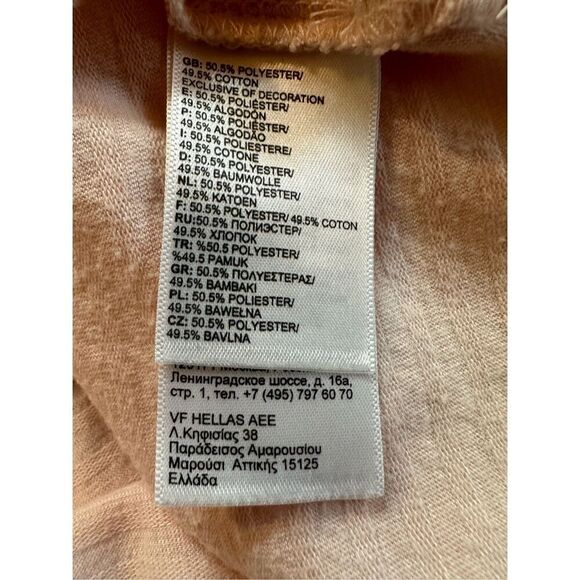 GB: 50.5% POLYESTER/
49.5% COTTON
EXCLUSIVE OF DECORATION
E: 50.5% POLIÉSTER/
49.5% ALGODÓN
P: 50.5% POLIÉSTER/
49.5% ALGODÃO
I: 50.5% POLIESTERE/
49.5% COTONE
D: 50.5% POLYESTER/
49.5% BAUMWOLLE
NL: 50.5% POLYESTER/
49.5% KATOEN
F: 50.5% POLYESTER/ 49.5% COTON
RU:50.5% ПОЛИЭСТЕР/
49.5% ХЛОПОК
TR: %50.5 POLYESTER/
%49.5 PAMUK
GR: 50.5% ΠΟΛΥΕΣΤΕΡΑΣ/
49.5% ΒΑΜΒΑΚΙ
PL: 50.5% POLIESTER/
49.5% BAWEŁNA
CZ: 50.5% POLYESTER/
49.5% BAVLNA
Ленинградское шоссе, д. 16а,
стр. 1, тел. +7 (495) 797 60 70
VF HELLAS AEE
Λ.Κηφισίας 38
Παράδεισος Αμαρουσίου
Μαρούσι Αττικής 15125
Ελλάδα